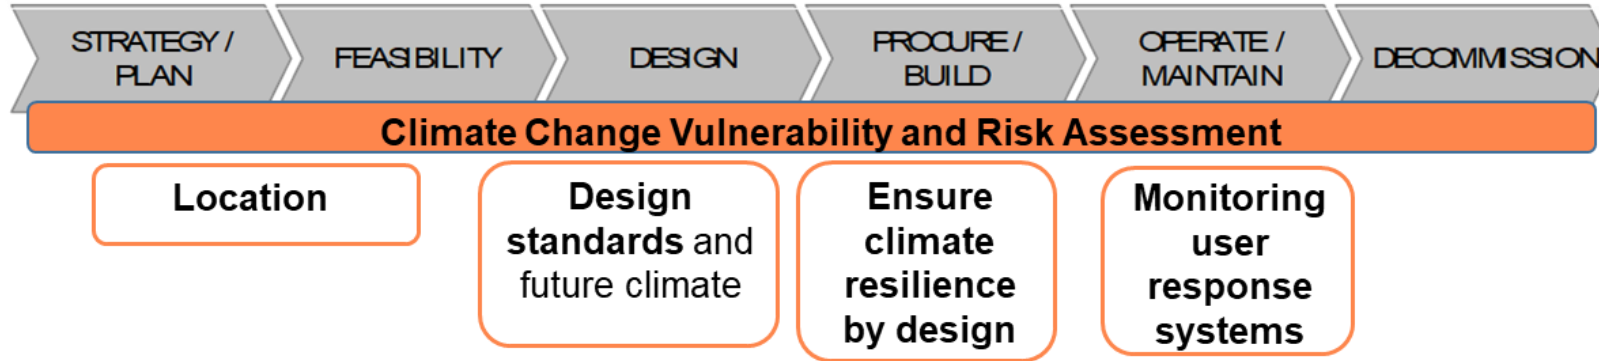 STRATEGY /
PLAN
FEASIBILITY
DESIGN
PROCURE /
BUILD
OPERATE /
MAINTAIN
DECOMMISSION
Climate Change Vulnerability and Risk Assessment
Location
Design
standards and
future climate
Ensure
climate
resilience
by design
Monitoring
user
response
systems